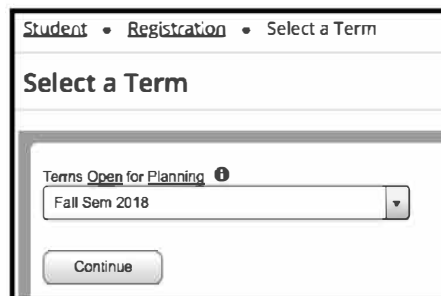 Student • Registration • Select a Term
Select a Term
Terms Open for Planning
Fall Sem 2018
Continue